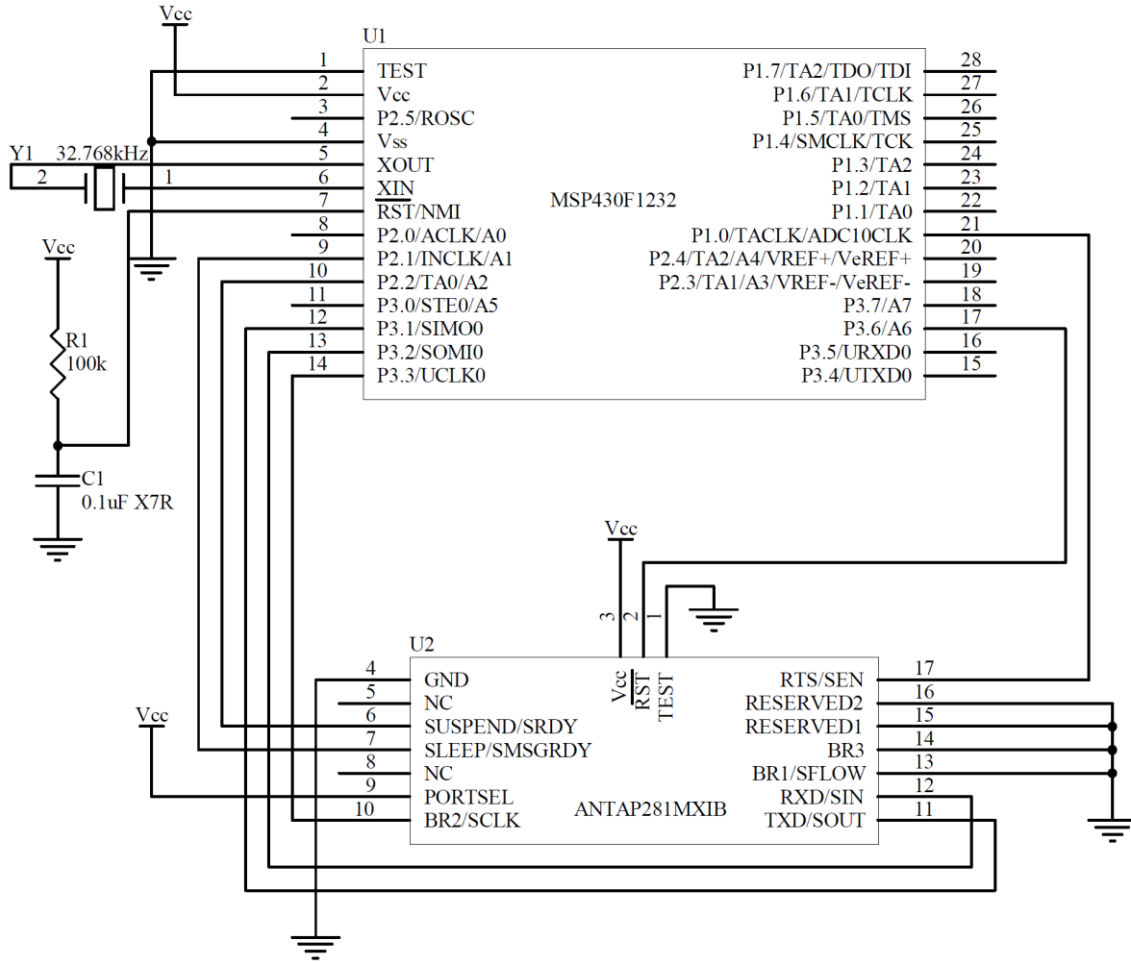 Vcc
U1
1 TEST P1.7/TA2/TDO/TDI 28
2 Vcc P1.6/TA1/TCLK 27
3 P2.5/ROSC P1.5/TA0/TMS 26
4 Vss P1.4/SMCLK/TCK 25
Y1 32.768kHz
5 XOUT P1.3/TA2 24
2 1 6 XIN P1.2/TA1 23
MSP430F1232
7 RST/NMI P1.1/TA0 22
8 P2.0/ACLK/A0 P1.0/TACLK/ADC10CLK 21
Vcc
9 P2.1/INCLK/A1 P2.4/TA2/A4/VREF+/VeREF+ 20
10 P2.2/TA0/A2 P2.3/TA1/A3/VREF-/VeREF- 19
11 P3.0/STE0/A5 P3.7/A7 18
12 P3.1/SIMO0 P3.6/A6 17
13 P3.2/SOMI0 P3.5/URXD0 16
14 P3.3/UCLK0 P3.4/UTXD0 15
R1
100k
C1
0.1uF X7R
Vcc
3 2 1
Vcc RST TEST
U2
4 GND RTS/SEN 17
5 NC RESERVED2 16
Vcc
6 SUSPEND/SRDY RESERVED1 15
7 SLEEP/SMSGRDY BR3 14
8 NC BR1/SFLOW 13
9 PORTSEL RXD/SIN 12
ANTAP281MXIB
10 BR2/SCLK TXD/SOUT 11